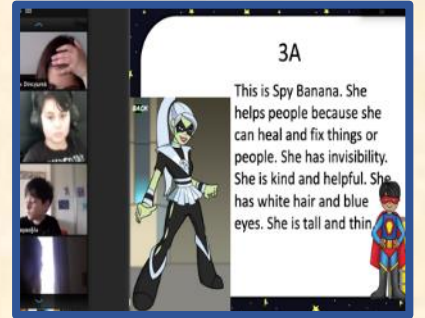 3A
BACK
This is Spy Banana. She
helps people because she
can heal and fix things or
people. She has invisibility.
She is kind and helpful. She
has white hair and blue
eyes. She is tall and thin.